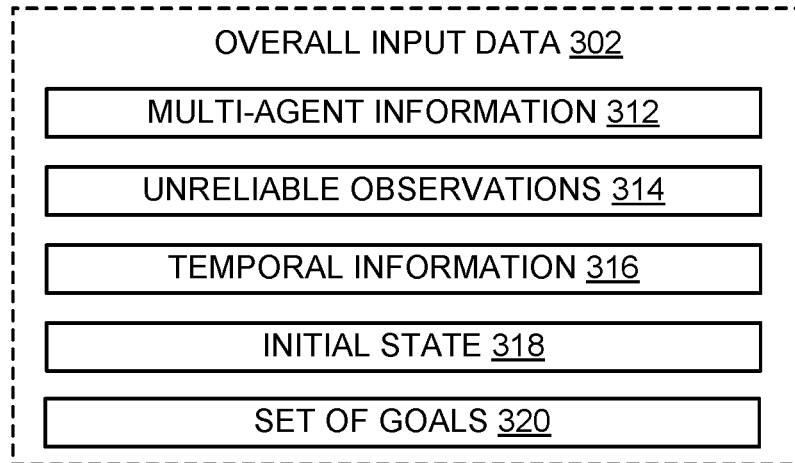 OVERALL INPUT DATA 302
MULTI-AGENT INFORMATION 312
UNRELIABLE OBSERVATIONS 314
TEMPORAL INFORMATION 316
INITIAL STATE 318
SET OF GOALS 320